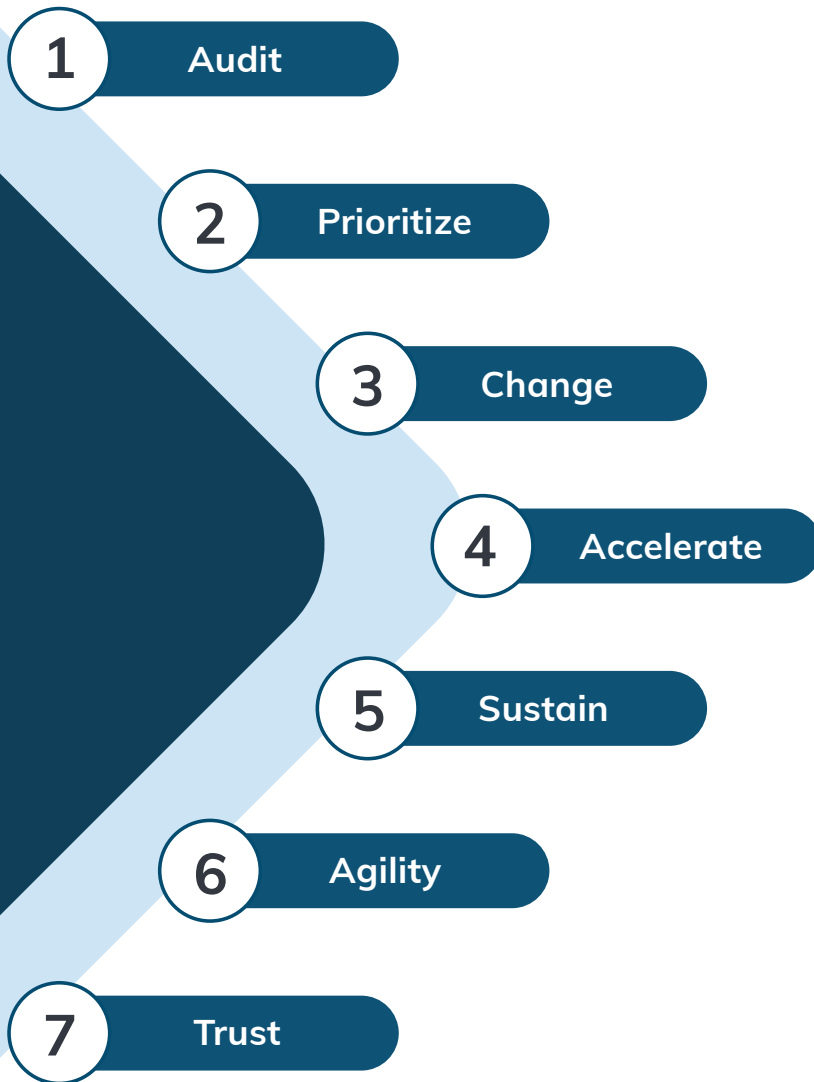 1 Audit
2 Prioritize
3 Change
4 Accelerate
5 Sustain
6 Agility
7 Trust